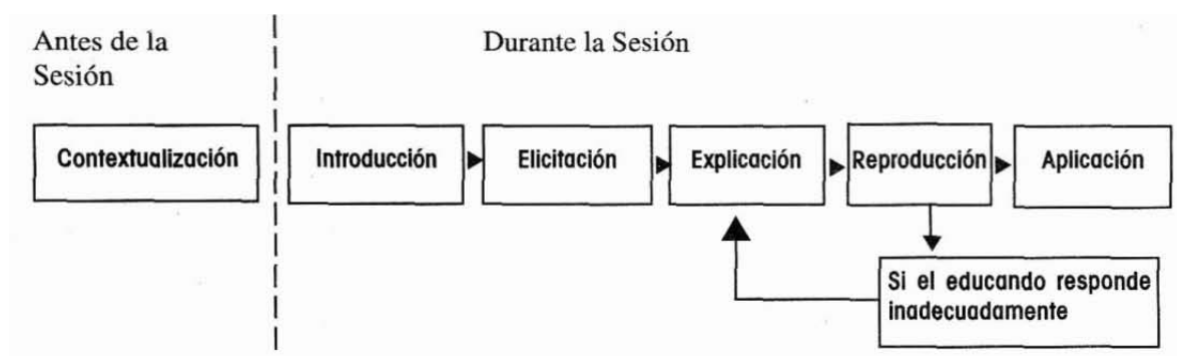 Antes de la
Sesión
Durante la Sesión
Contextualización
Introducción
Elicitación
Explicación
Reproducción
Aplicación
Si el educando responde
inadecuadamente